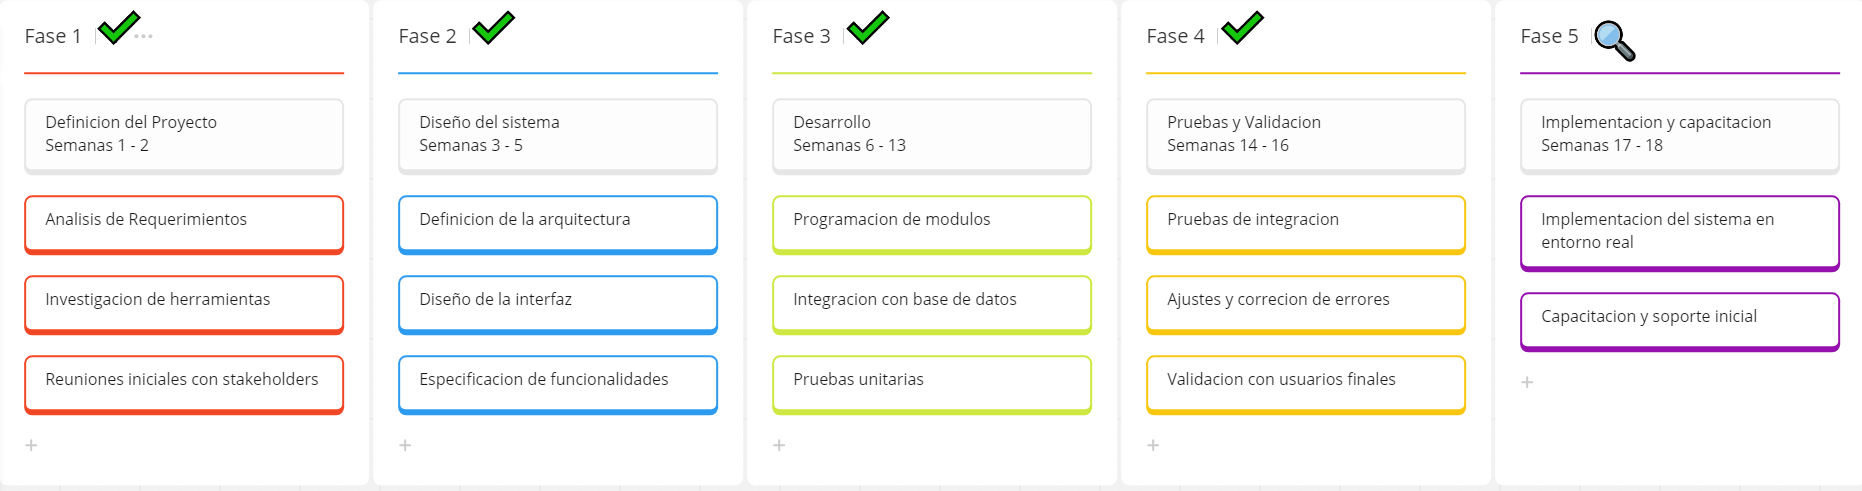 Fase 1
Definicion del Proyecto
Semanas 1 - 2
Analisis de Requerimientos
Investigacion de herramientas
Reuniones iniciales con stakeholders
Fase 2
Diseño del sistema
Semanas 3 - 5
Definicion de la arquitectura
Diseño de la interfaz
Especificacion de funcionalidades
Fase 3
Desarrollo
Semanas 6 - 13
Programacion de modulos
Integracion con base de datos
Pruebas unitarias
Fase 4
Pruebas y Validacion
Semanas 14 - 16
Pruebas de integracion
Ajustes y correcion de errores
Validacion con usuarios finales
Fase 5
Implementacion y capacitacion
Semanas 17 - 18
Implementacion del sistema en
entorno real
Capacitacion y soporte inicial